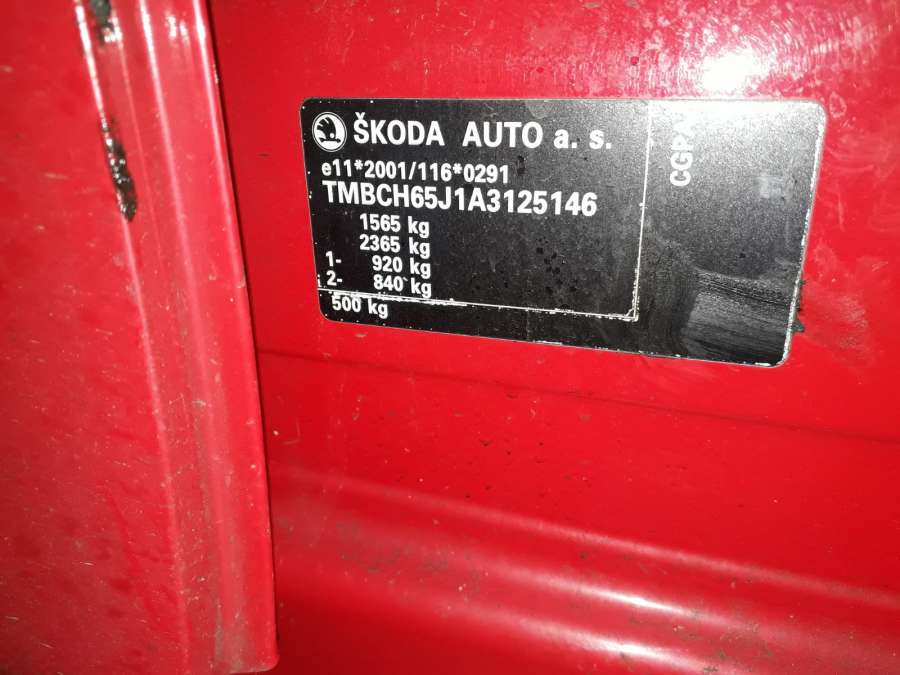 ŠKODA AUTO a. s.
e11*2001/116*0291
TMBCH65J1A3125146
1565 kg
2365 kg
1- 920 kg
2- 840 kg
500 kg
CGPA